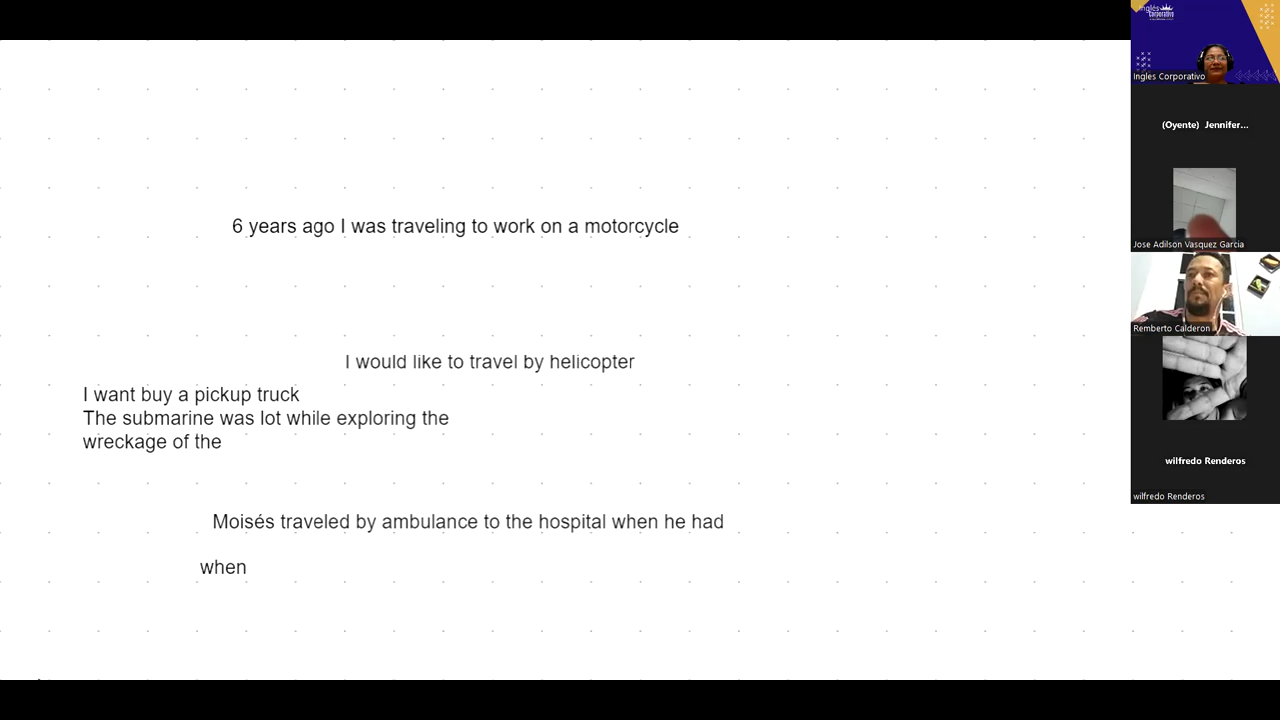 6 years ago I was traveling to work on a motorcycle
I would like to travel by helicopter
I want buy a pickup truck
The submarine was lot while exploring the
wreckage of the
Moisés traveled by ambulance to the hospital when he had
when
Inglés
corporativo
Ingles Corporativo
(Oyente) Jennifer...
Jose Adilson Vasquez Garcia
Remberto Calderon
wilfredo Renderos
wilfredo Renderos